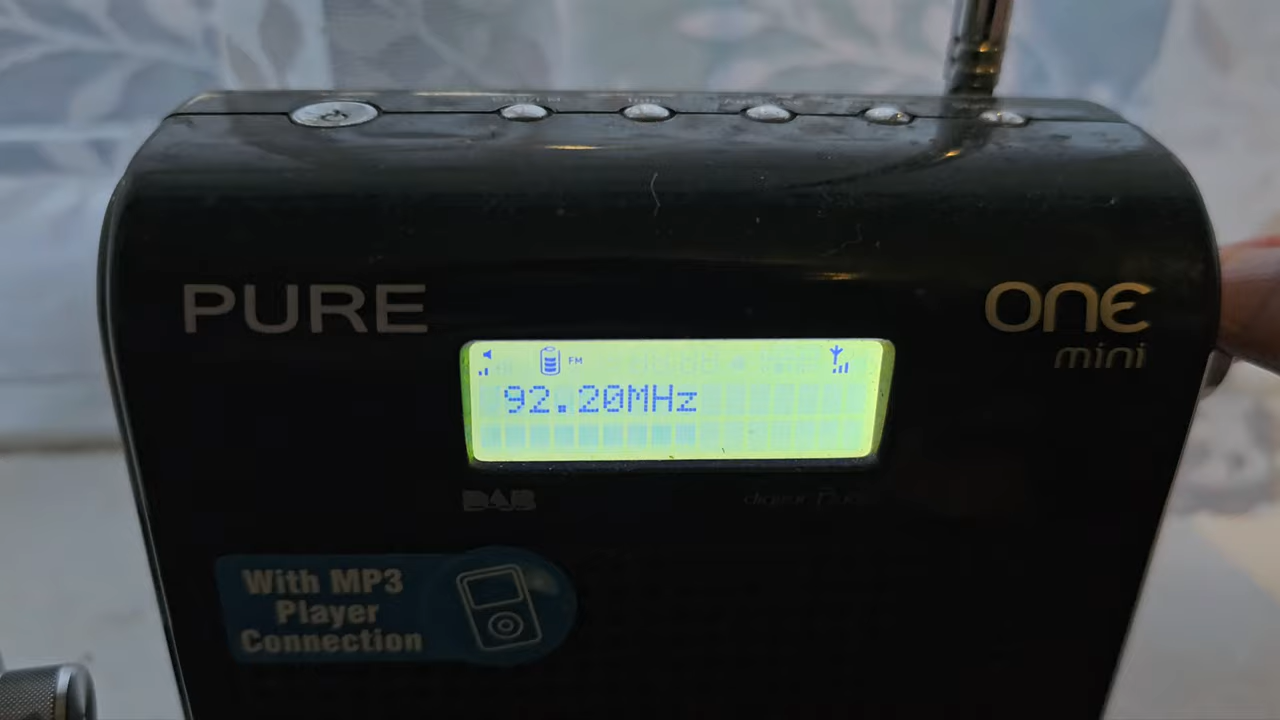 PURE
ONE
mini
FM
92.20MHz
DAB
With MP3
Player
Connection